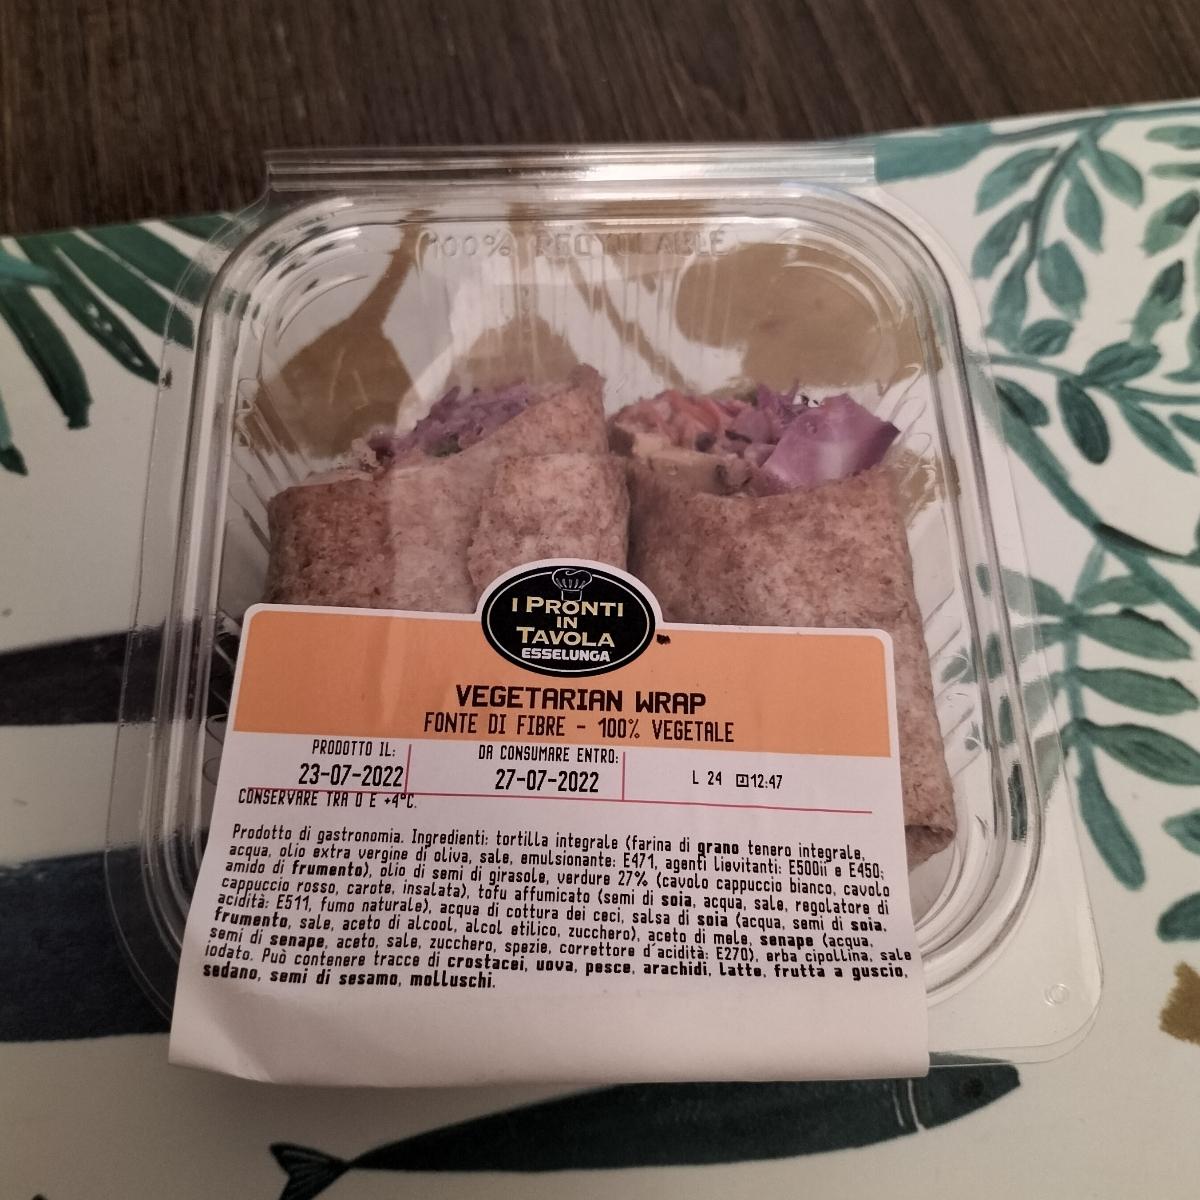 100% RECYCLABLE
I PRONTI
IN
TAVOLA
ESSELUNGA
VEGETARIAN WRAP
FONTE DI FIBRE - 100% VEGETALE
PRODOTTO IL:
23-07-2022
DA CONSUMARE ENTRO:
27-07-2022
L 24 12:47
CONSERVARE TRA 0 E +4°C.
Prodotto di gastronomia. Ingredienti: tortilla integrale (farina di grano tenero integrale,
acqua, olio extra vergine di oliva, sale, emulsionante: E471, agenti lievitanti: E500ii e E450;
amido di frumento), olio di semi di girasole, verdure 27% (cavolo cappuccio bianco, cavolo
cappuccio rosso, carote, insalata), tofu affumicato (semi di soia, acqua, sale, regolatore di
acidità: E511, fumo naturale), acqua di cottura dei ceci, salsa di soia (acqua, semi di soia,
frumento, sale, aceto di alcool, alcol etilico, zucchero), aceto di mele, senape (acqua,
semi di senape, aceto, sale, zucchero, spezie, correttore d'acidità: E270), erba cipollina, sale
iodato. Può contenere tracce di crostacei, uova, pesce, arachidi, latte, frutta a guscio,
sedano, semi di sesamo, molluschi.